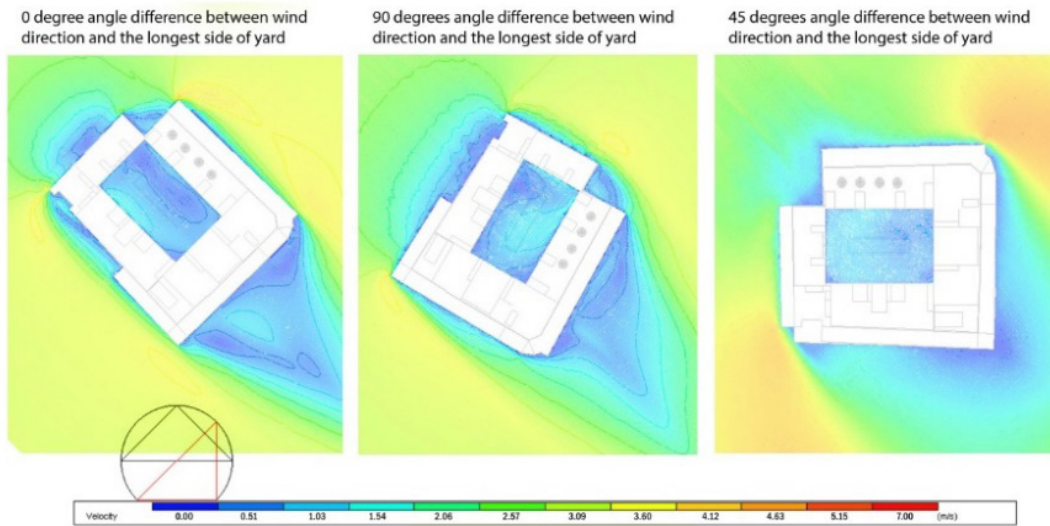 0 degree angle difference between wind
direction and the longest side of yard
90 degrees angle difference between wind
direction and the longest side of yard
45 degrees angle difference between wind
direction and the longest side of yard
Velocity 0.00 0.51 1.03 1.54 2.06 2.57 3.09 3.60 4.12 4.63 5.15 7.00 (m/s)